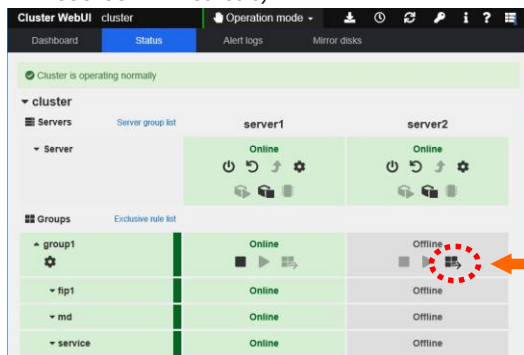 Cluster WebUI cluster Operation mode
Dashboard Status Alert logs Mirror disks
Cluster is operating normally
cluster
Servers Server group list server1 server2
Server Online Online
Groups Exclusive rule list
group1 Online Offline
fip1 Online Offline
md Online Offline
service Online Offline